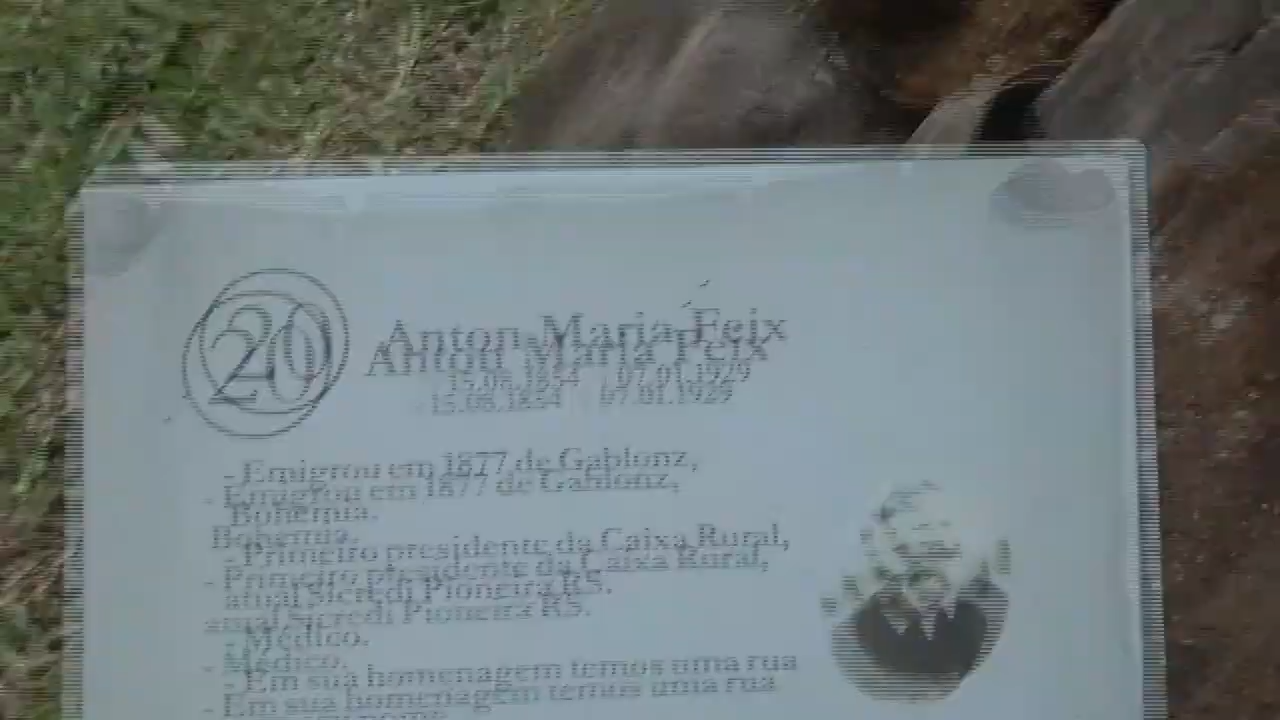 20
Anton Maria Feix
15.08.1854 07.01.1929
- Emigrou em 1877 de Gablonz,
Bohemia.
- Primeiro presidente da Caixa Rural,
atual Sicredi Pioneira RS.
- Médico.
- Em sua homenagem temos uma rua
nome.